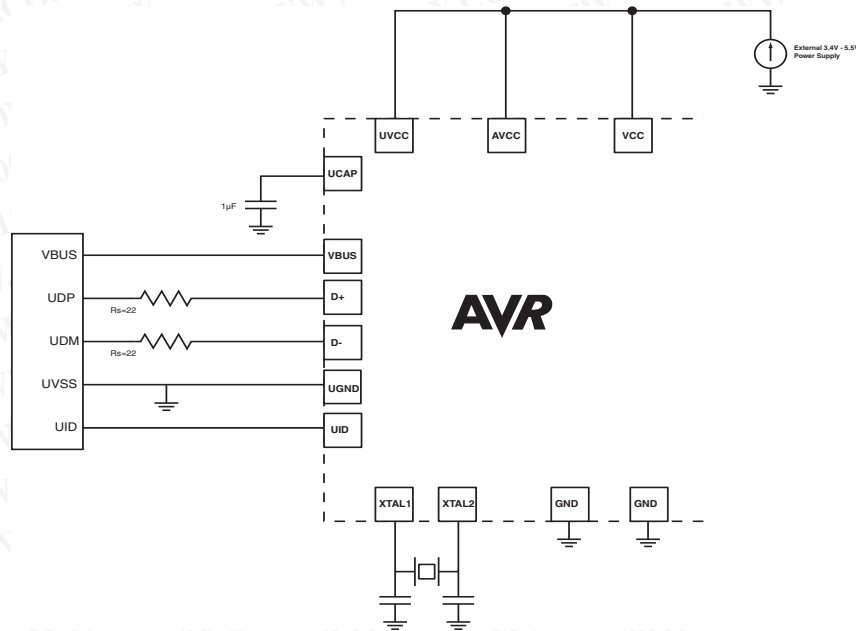 External 3.4V - 5.5V
Power Supply
UVCC
AVCC
VCC
UCAP
1µF
VBUS
VBUS
UDP
Rs=22
D+
UDM
Rs=22
D-
UVSS
UGND
UID
UID
AVR
XTAL1
XTAL2
GND
GND